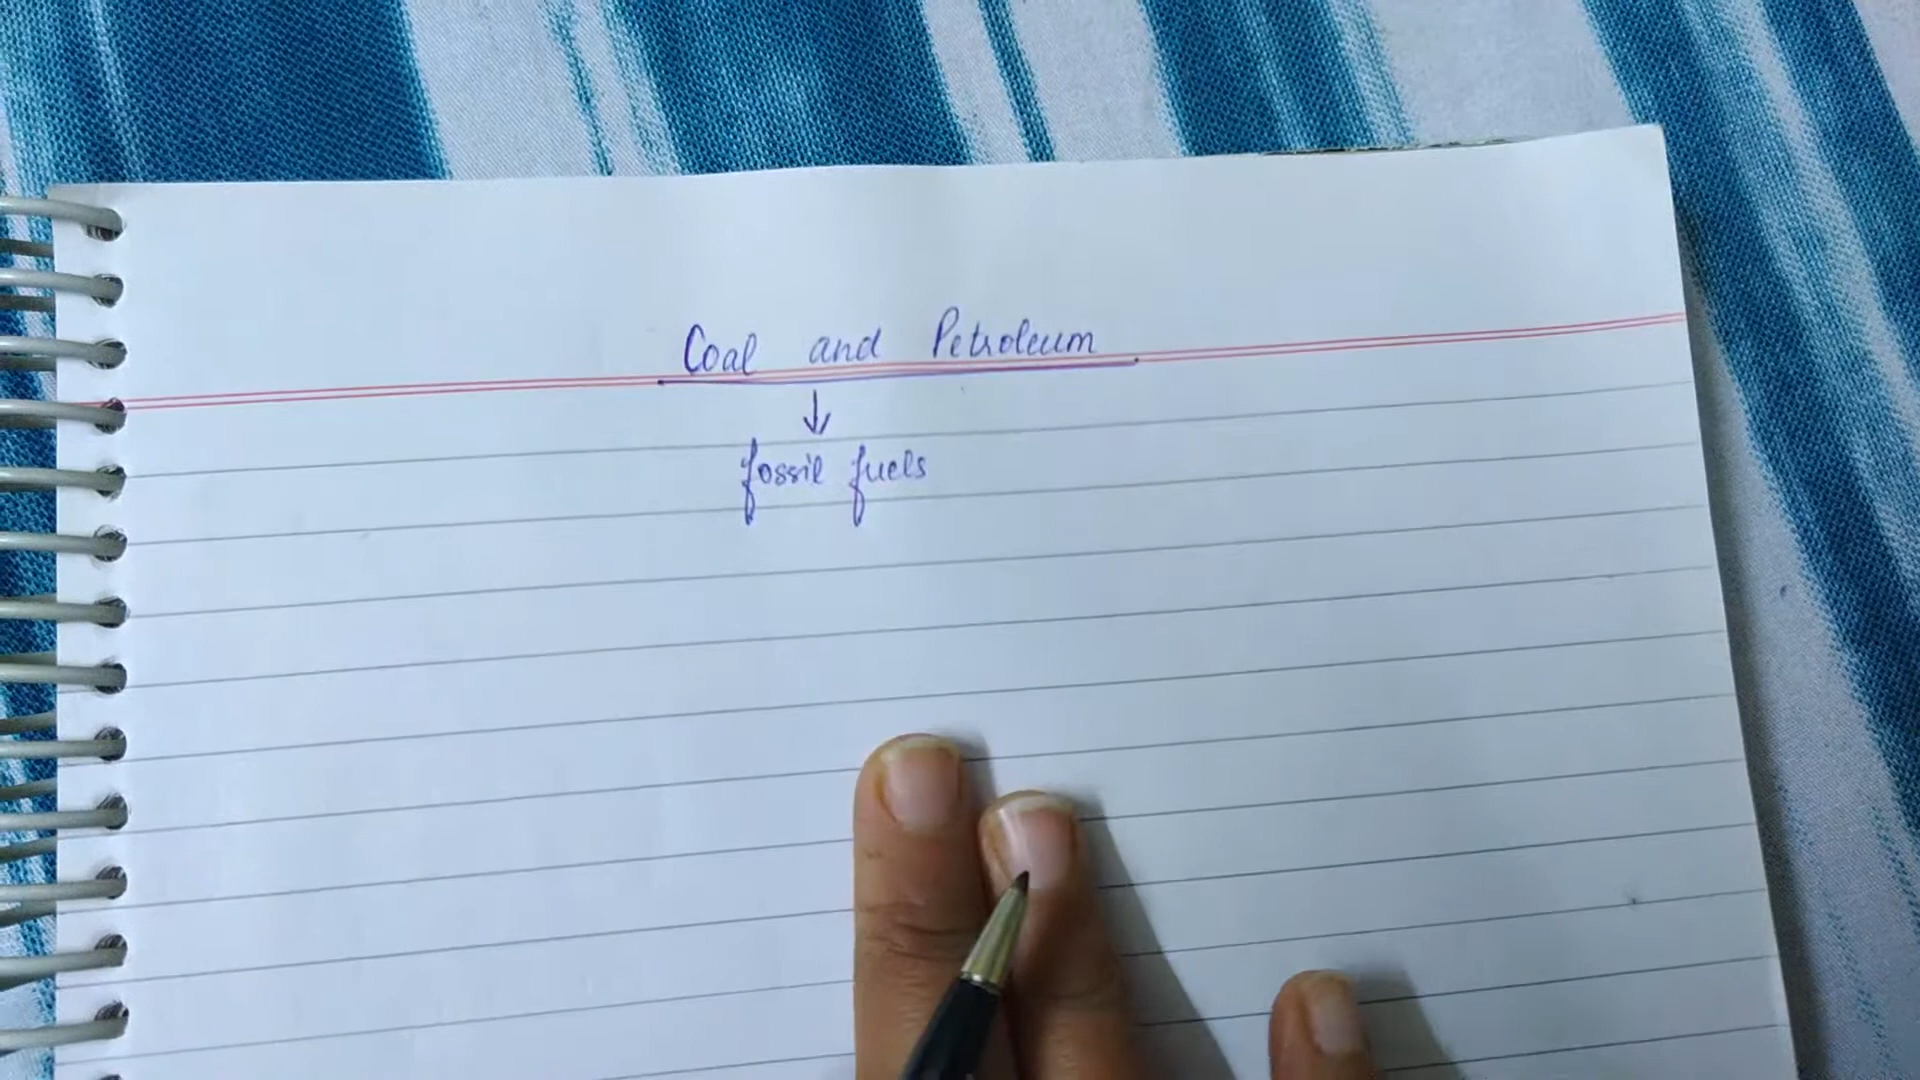 Coal and Petroleum
↓
fossil fuels